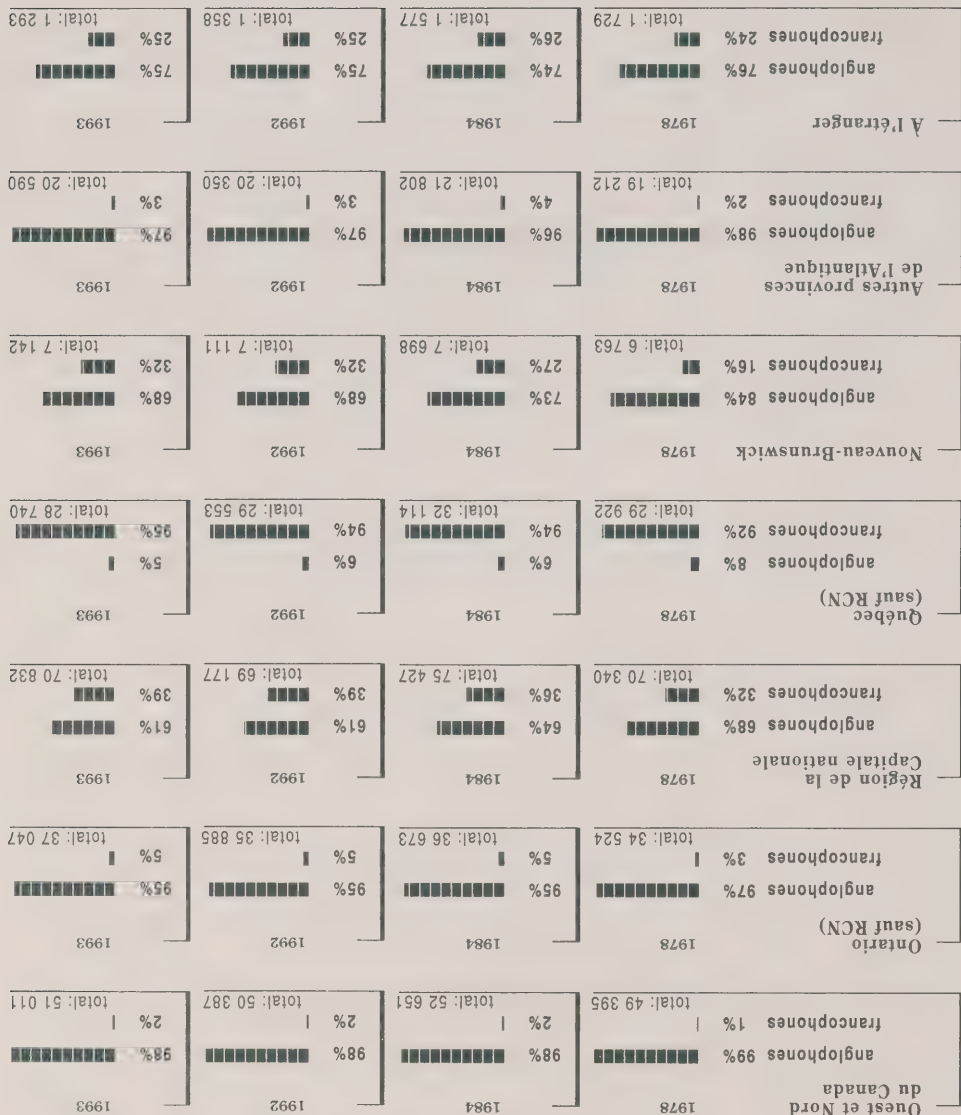 Ouest et Nord 1978 1984 1992 1993
du Canada
anglophones 99% 98% 98% 98%
francophones 1% 2% 2% 2%
total: 49 395 total: 52 651 total: 50 387 total: 51 011
Ontario 1978 1984 1992 1993
(sauf RCN)
anglophones 97% 95% 95% 95%
francophones 3% 5% 5% 5%
total: 34 524 total: 36 673 total: 35 885 total: 37 047
Région de la 1978 1984 1992 1993
Capitale nationale
anglophones 68% 64% 61% 61%
francophones 32% 36% 39% 39%
total: 70 340 total: 75 427 total: 69 177 total: 70 832
Québec 1978 1984 1992 1993
(sauf RCN)
anglophones 8% 6% 6% 5%
francophones 92% 94% 94% 95%
total: 29 922 total: 32 114 total: 29 553 total: 28 740
Nouveau-Brunswick 1978 1984 1992 1993
anglophones 84% 73% 68% 68%
francophones 16% 27% 32% 32%
total: 6 763 total: 7 698 total: 7 111 total: 7 142
Autres provinces 1978 1984 1992 1993
de l'Atlantique
anglophones 98% 96% 97% 97%
francophones 2% 4% 3% 3%
total: 19 212 total: 21 802 total: 20 350 total: 20 590
À l'étranger 1978 1984 1992 1993
anglophones 76% 74% 75% 75%
francophones 24% 26% 25% 25%
total: 1 729 total: 1 577 total: 1 358 total: 1 293